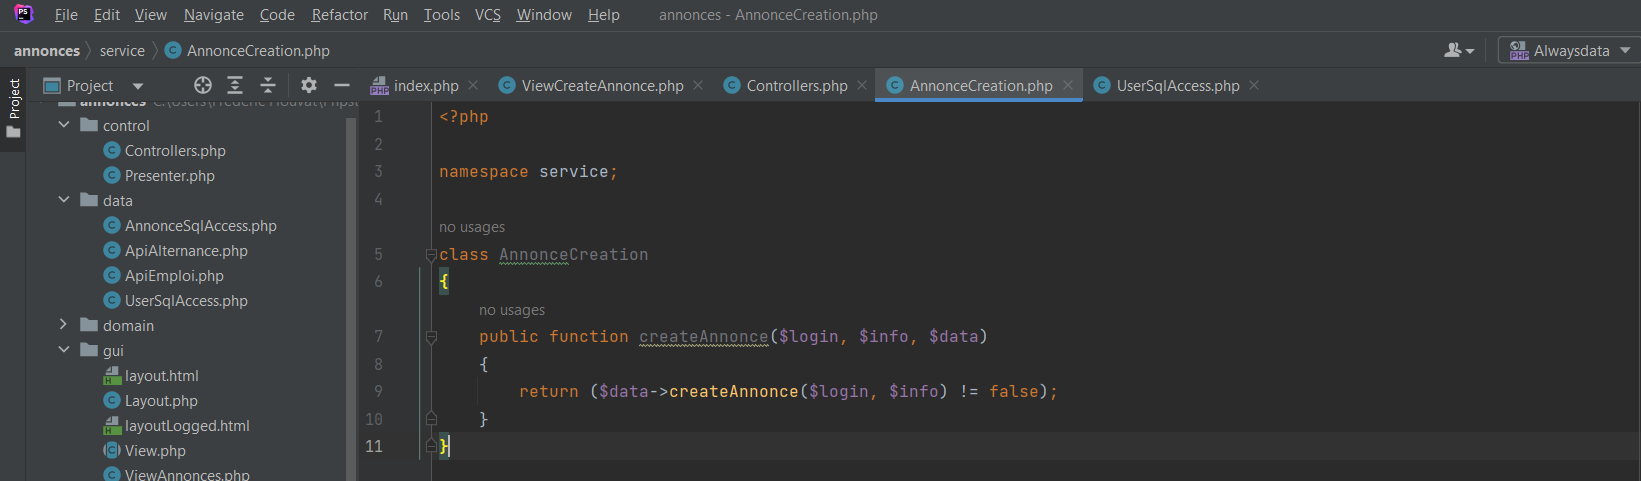 PS File Edit View Navigate Code Refactor Run Tools VCS Window Help annonces - AnnonceCreation.php
annonces service AnnonceCreation.php PHP Alwaysdata
Project Project PHP index.php C ViewCreateAnnonce.php C Controllers.php C AnnonceCreation.php C UserSqlAccess.php
annonces
control
C Controllers.php
C Presenter.php
data
C AnnonceSqlAccess.php
C ApiAlternance.php
C ApiEmploi.php
C UserSqlAccess.php
domain
gui
H layout.html
C Layout.php
H layoutLogged.html
C View.php
C ViewAnnonces.php
1 <?php
2
3 namespace service;
4
no usages
5 class AnnonceCreation
6 {
no usages
7 public function createAnnonce($login, $info, $data)
8 {
9 return ($data->createAnnonce($login, $info) != false);
10 }
11 }